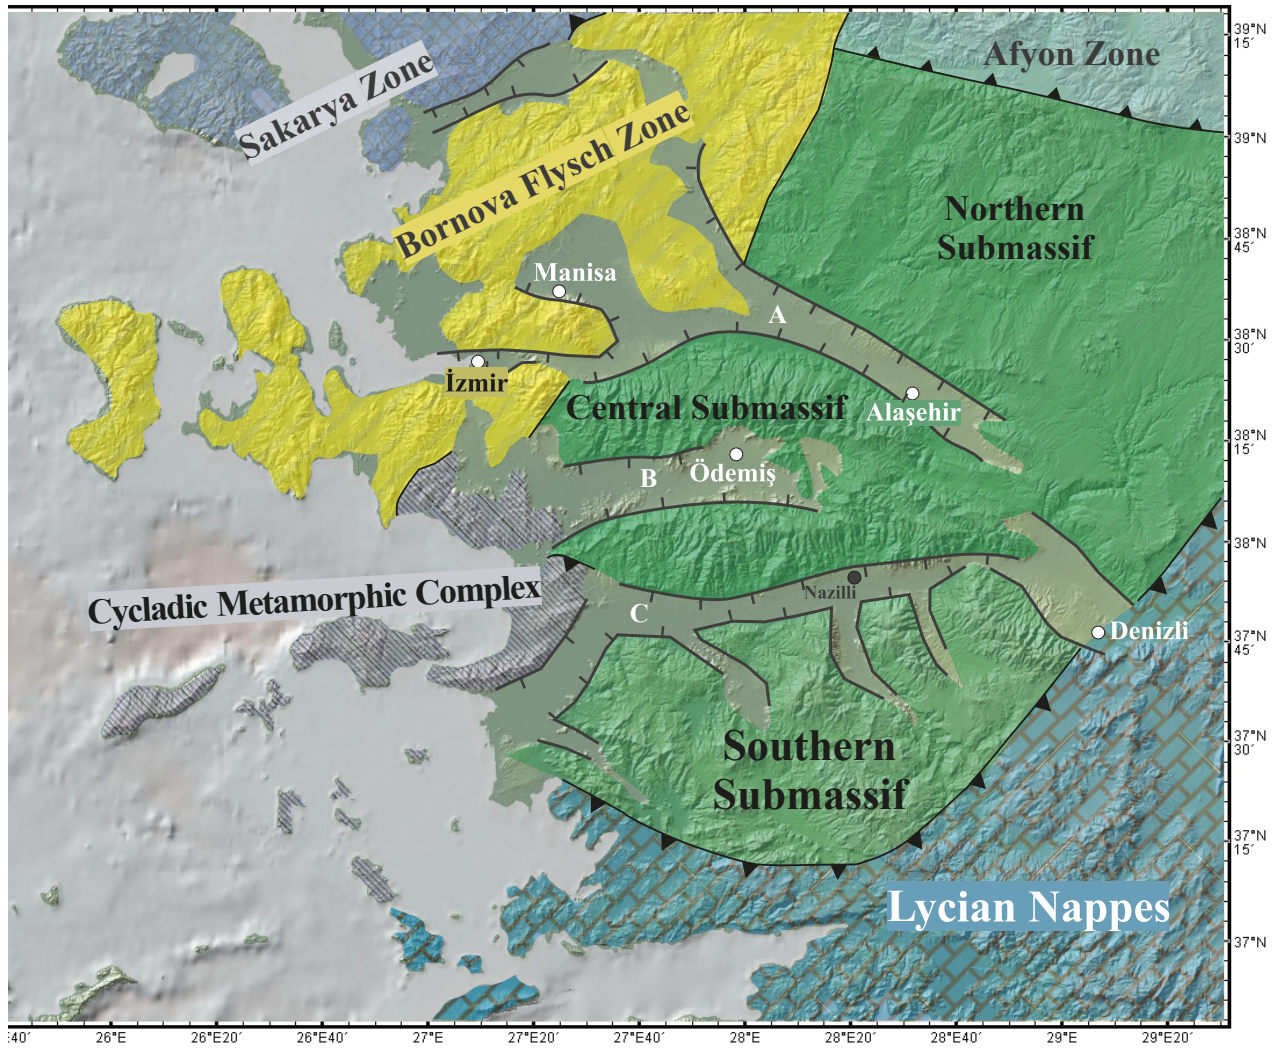 Afyon Zone
Sakarya Zone
Bornova Flysch Zone
Northern
Submassif
Manisa
A
İzmir
Central Submassif
Alaşehir
B
Ödemiş
Cycladic Metamorphic Complex
C
Nazilli
Denizli
Southern
Submassif
Lycian Nappes
39°N
15´
39°N
38°N
45´
38°N
30´
38°N
15´
38°N
37°N
45´
37°N
30´
37°N
15´
37°N
:40´
26°E
26°E20´
26°E40´
27°E
27°E20´
27°E40´
28°E
28°E20´
28°E40´
29°E
29°E20´